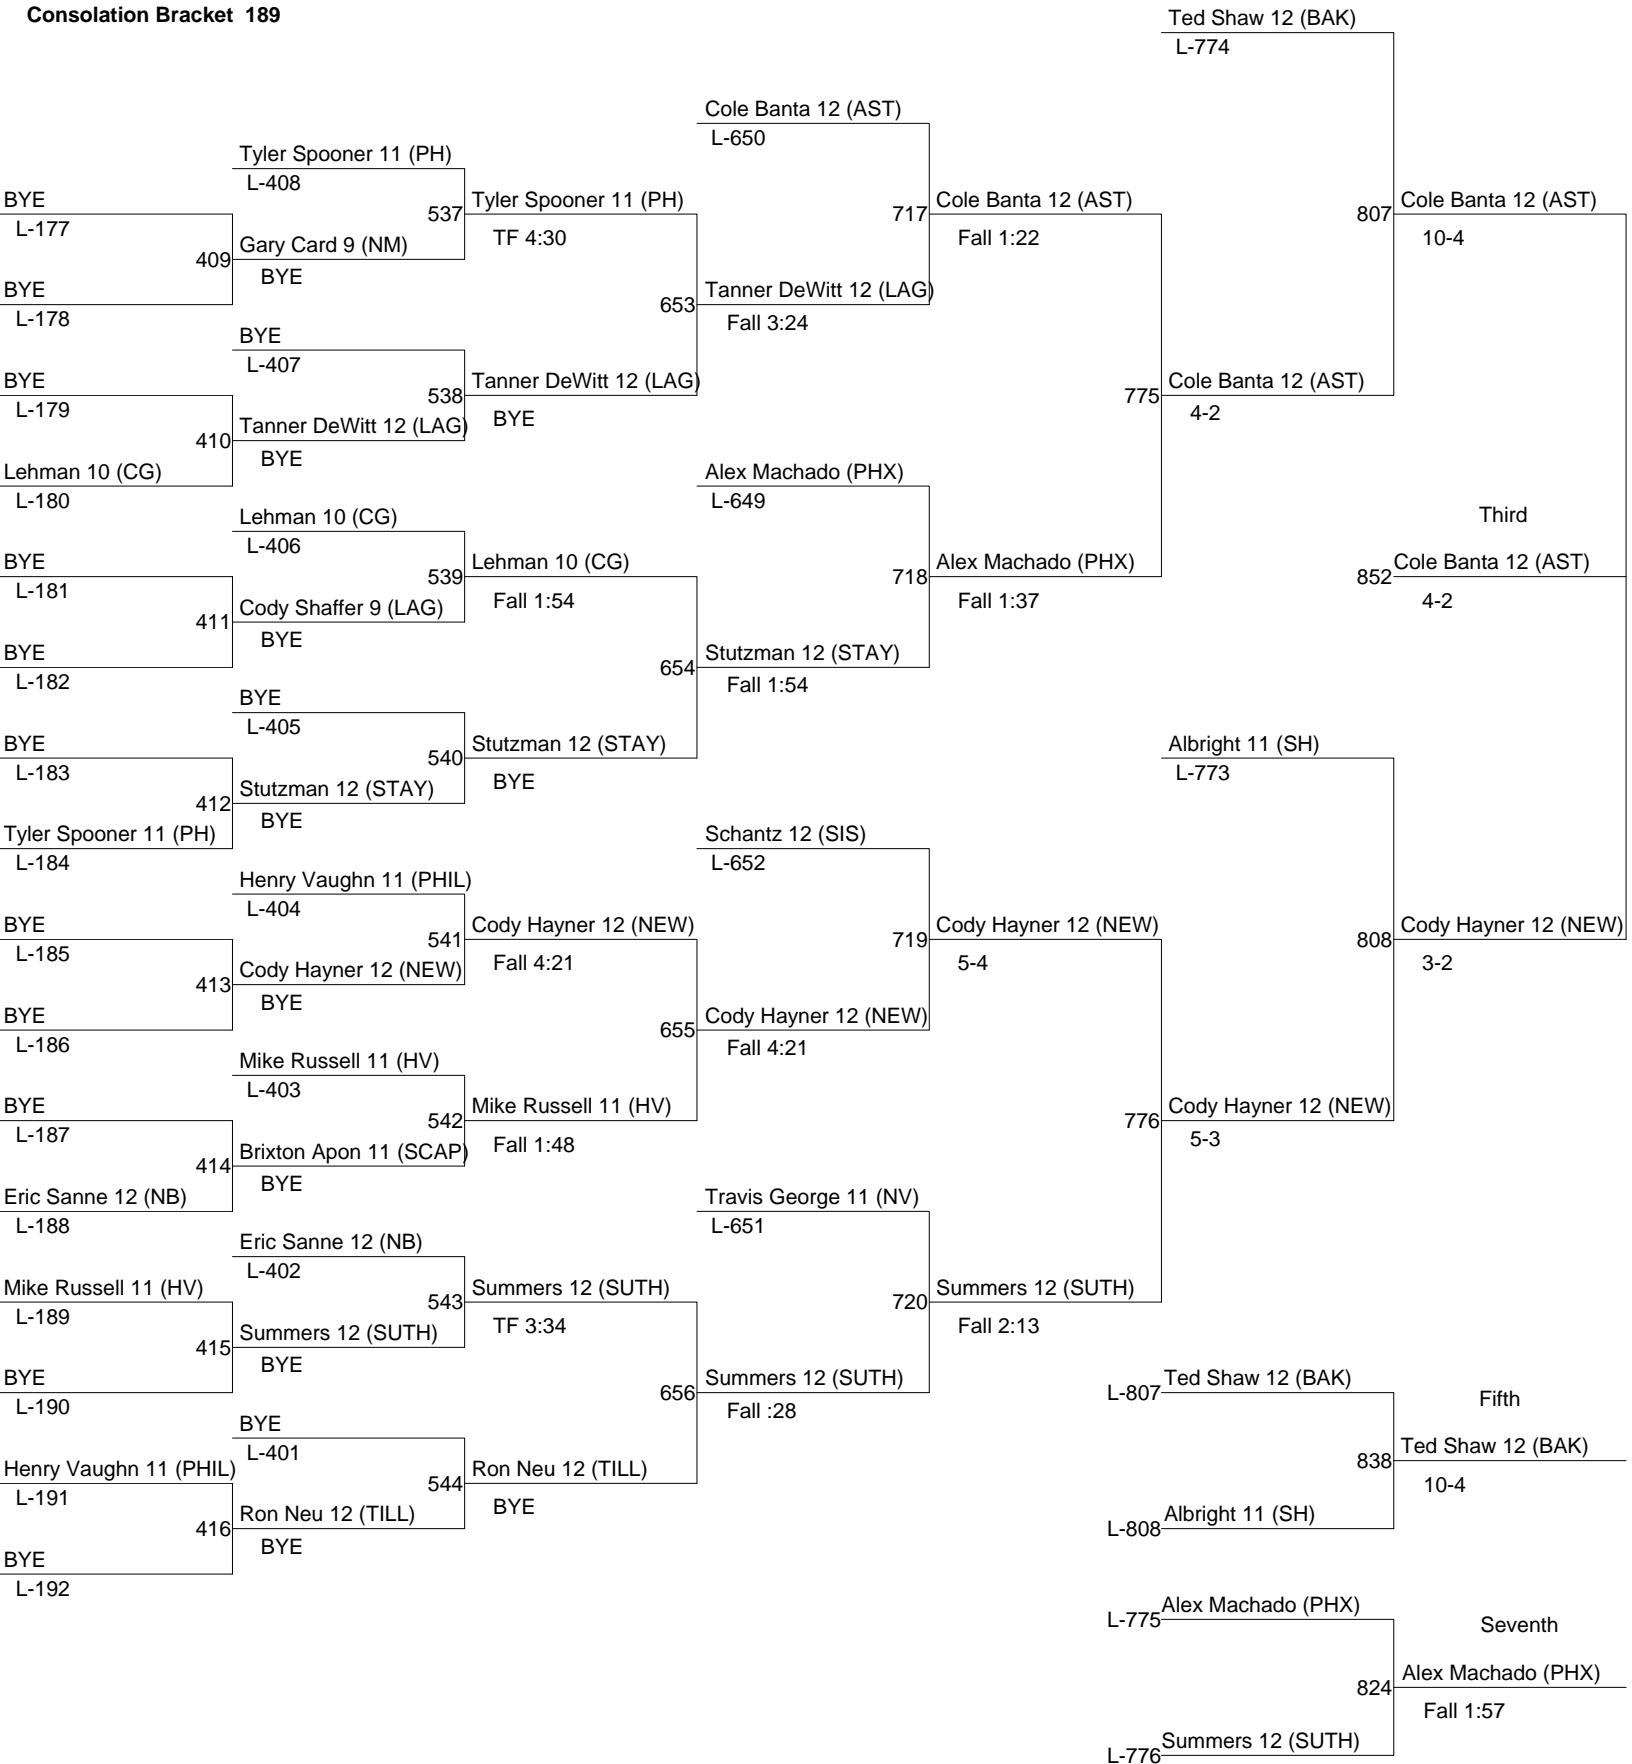 Consolation Bracket 189
BYE
L-177
BYE
L-178
BYE
L-179
Lehman 10 (CG)
L-180
BYE
L-181
BYE
L-182
BYE
L-183
Tyler Spooner 11 (PH)
L-184
BYE
L-185
BYE
L-186
BYE
L-187
Eric Sanne 12 (NB)
L-188
Mike Russell 11 (HV)
L-189
BYE
L-190
Henry Vaughn 11 (PHIL)
L-191
BYE
L-192
Tyler Spooner 11 (PH)
L-408
409
Gary Card 9 (NM)
BYE
BYE
L-407
410
Tanner DeWitt 12 (LAG)
BYE
Lehman 10 (CG)
L-406
411
Cody Shaffer 9 (LAG)
BYE
BYE
L-405
412
Stutzman 12 (STAY)
BYE
Henry Vaughn 11 (PHIL)
L-404
413
Cody Hayner 12 (NEW)
BYE
Mike Russell 11 (HV)
L-403
414
Brixton Apon 11 (SCAP)
BYE
Eric Sanne 12 (NB)
L-402
415
Summers 12 (SUTH)
BYE
BYE
L-401
416
Ron Neu 12 (TILL)
BYE
537
Tyler Spooner 11 (PH)
TF 4:30
538
Tanner DeWitt 12 (LAG)
BYE
539
Lehman 10 (CG)
Fall 1:54
540
Stutzman 12 (STAY)
BYE
541
Cody Hayner 12 (NEW)
Fall 4:21
542
Mike Russell 11 (HV)
Fall 1:48
543
Summers 12 (SUTH)
TF 3:34
544
Ron Neu 12 (TILL)
BYE
Cole Banta 12 (AST)
L-650
653
Tanner DeWitt 12 (LAG)
Fall 3:24
Alex Machado (PHX)
L-649
654
Stutzman 12 (STAY)
Fall 1:54
Schantz 12 (SIS)
L-652
655
Cody Hayner 12 (NEW)
Fall 4:21
Travis George 11 (NV)
L-651
656
Summers 12 (SUTH)
Fall :28
717
Cole Banta 12 (AST)
Fall 1:22
718
Alex Machado (PHX)
Fall 1:37
719
Cody Hayner 12 (NEW)
5-4
720
Summers 12 (SUTH)
Fall 2:13
Ted Shaw 12 (BAK)
L-774
775
Cole Banta 12 (AST)
4-2
Albright 11 (SH)
L-773
776
Cody Hayner 12 (NEW)
5-3
807
Cole Banta 12 (AST)
10-4
Third
852
Cole Banta 12 (AST)
4-2
808
Cody Hayner 12 (NEW)
3-2
L-807
Ted Shaw 12 (BAK)
Fifth
838
Ted Shaw 12 (BAK)
10-4
L-808
Albright 11 (SH)
L-775
Alex Machado (PHX)
Seventh
824
Alex Machado (PHX)
Fall 1:57
L-776
Summers 12 (SUTH)